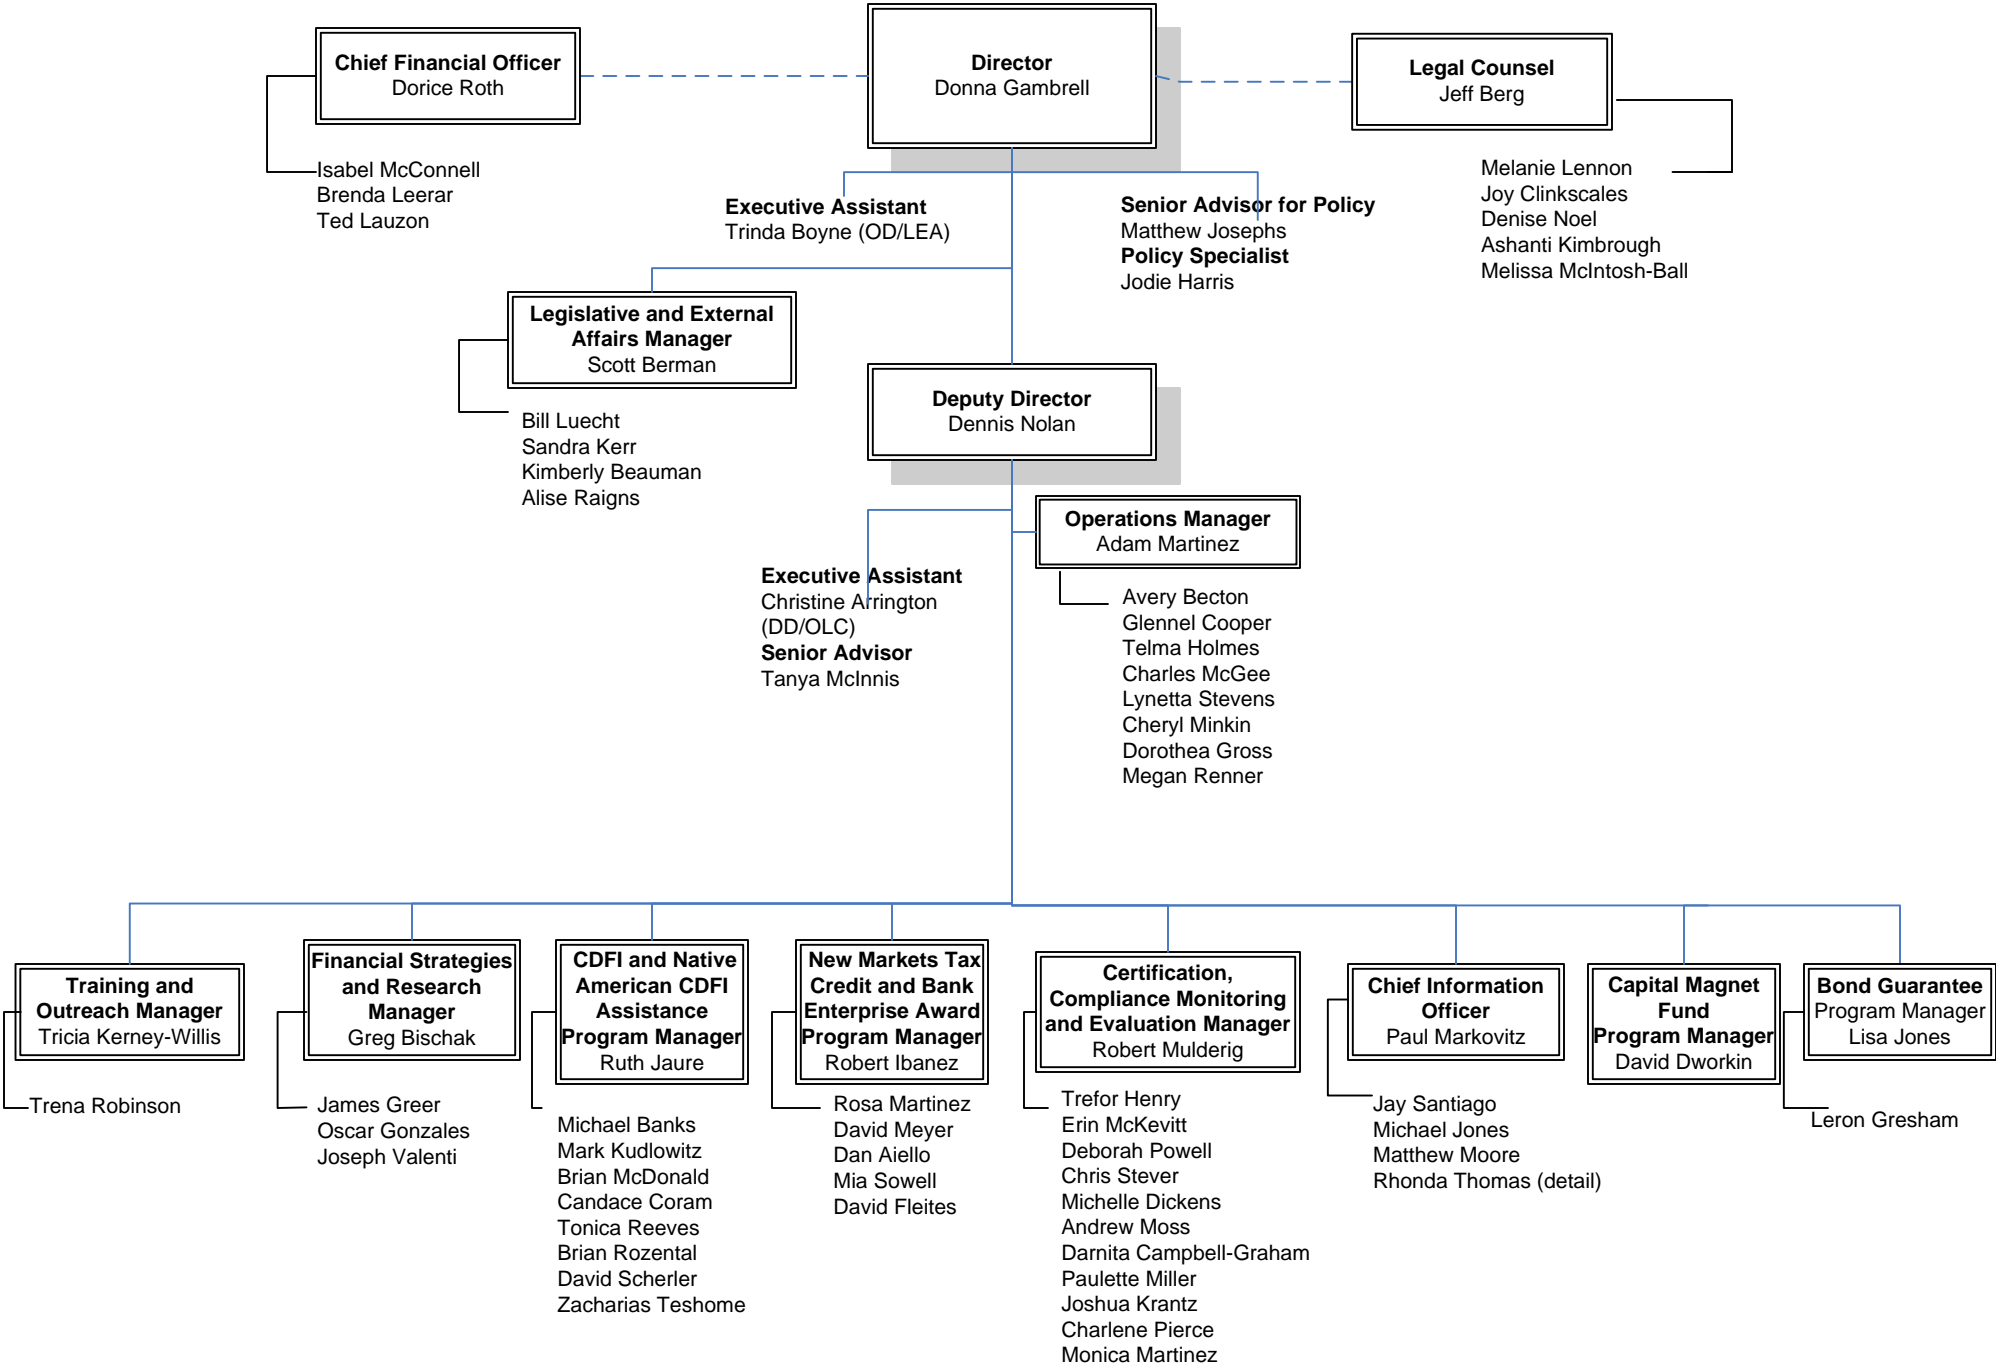 Chief Financial Officer
Dorice Roth
Director
Donna Gambrell
Legal Counsel
Jeff Berg
Isabel McConnell
Brenda Leerar
Ted Lauzon
Executive Assistant
Trinda Boyne (OD/LEA)
Senior Advisor for Policy
Matthew Josephs
Policy Specialist
Jodie Harris
Melanie Lennon
Joy Clinkscales
Denise Noel
Ashanti Kimbrough
Melissa McIntosh-Ball
Legislative and External
Affairs Manager
Scott Berman
Bill Luecht
Sandra Kerr
Kimberly Beauman
Alise Raigns
Deputy Director
Dennis Nolan
Executive Assistant
Christine Arrington
(DD/OLC)
Senior Advisor
Tanya McInnis
Operations Manager
Adam Martinez
Avery Becton
Glennel Cooper
Telma Holmes
Charles McGee
Lynetta Stevens
Cheryl Minkin
Dorothea Gross
Megan Renner
Training and
Outreach Manager
Tricia Kerney-Willis
Trena Robinson
Financial Strategies
and Research
Manager
Greg Bischak
James Greer
Oscar Gonzales
Joseph Valenti
CDFI and Native
American CDFI
Assistance
Program Manager
Ruth Jaure
Michael Banks
Mark Kudlowitz
Brian McDonald
Candace Coram
Tonica Reeves
Brian Rozental
David Scherler
Zacharias Teshome
New Markets Tax
Credit and Bank
Enterprise Award
Program Manager
Robert Ibanez
Rosa Martinez
David Meyer
Dan Aiello
Mia Sowell
David Fleites
Certification,
Compliance Monitoring
and Evaluation Manager
Robert Mulderig
Trefor Henry
Erin McKevitt
Deborah Powell
Chris Stever
Michelle Dickens
Andrew Moss
Darnita Campbell-Graham
Paulette Miller
Joshua Krantz
Charlene Pierce
Monica Martinez
Chief Information
Officer
Paul Markovitz
Jay Santiago
Michael Jones
Matthew Moore
Rhonda Thomas (detail)
Capital Magnet
Fund
Program Manager
David Dworkin
Bond Guarantee
Program Manager
Lisa Jones
Leron Gresham